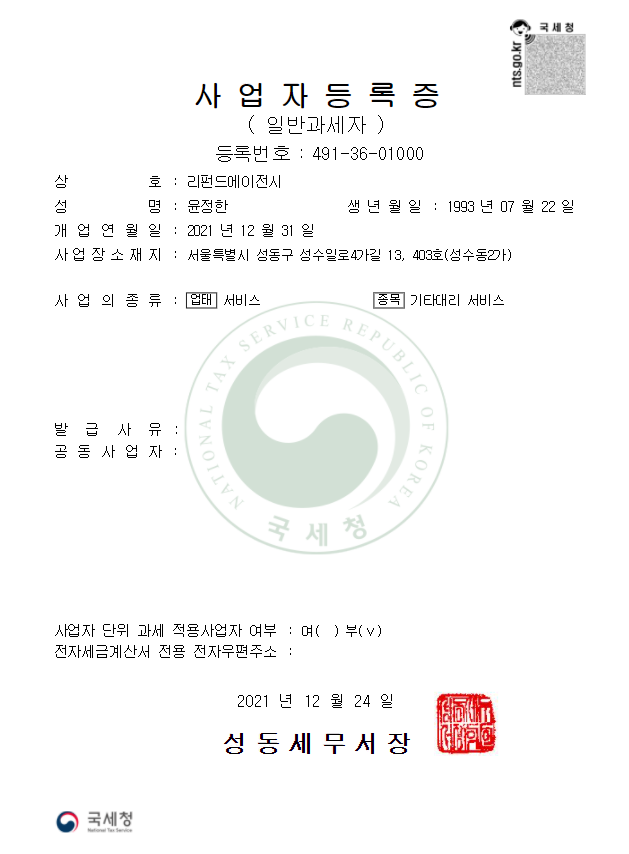 국세청
nts.go.kr
사업자등록증
( 일반과세자 )
등록번호 : 491-36-01000
상 호 : 리펀드에이전시
성 명 : 윤정한 생 년 월 일 : 1993 년 07 월 22 일
개 업 연 월 일 : 2021 년 12 월 31 일
사 업 장 소 재 지 : 서울특별시 성동구 성수일로4가길 13, 403호(성수동2가)
사 업 의 종 류 : 업태 서비스 종목 기타대리 서비스
NATIONAL TAX SERVICE REPUBLIC OF KOREA
발 급 사 유 :
공 동 사 업 자 :
국세청
사업자 단위 과세 적용사업자 여부 : 여( ) 부(v)
전자세금계산서 전용 전자우편주소 :
2021 년 12 월 24 일
성동세무서장
국세청
National Tax Service